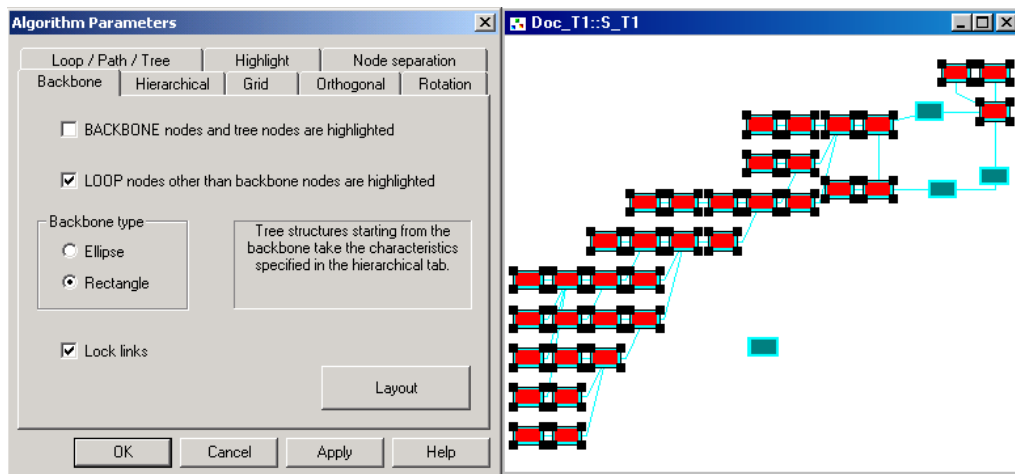 Algorithm Parameters
Loop / Path / Tree
Highlight
Node separation
Backbone
Hierarchical
Grid
Orthogonal
Rotation
BACKBONE nodes and tree nodes are highlighted
LOOP nodes other than backbone nodes are highlighted
Backbone type
Ellipse
Rectangle
Tree structures starting from the
backbone take the characteristics
specified in the hierarchical tab.
Lock links
Layout
OK
Cancel
Apply
Help
Doc_T1::S_T1